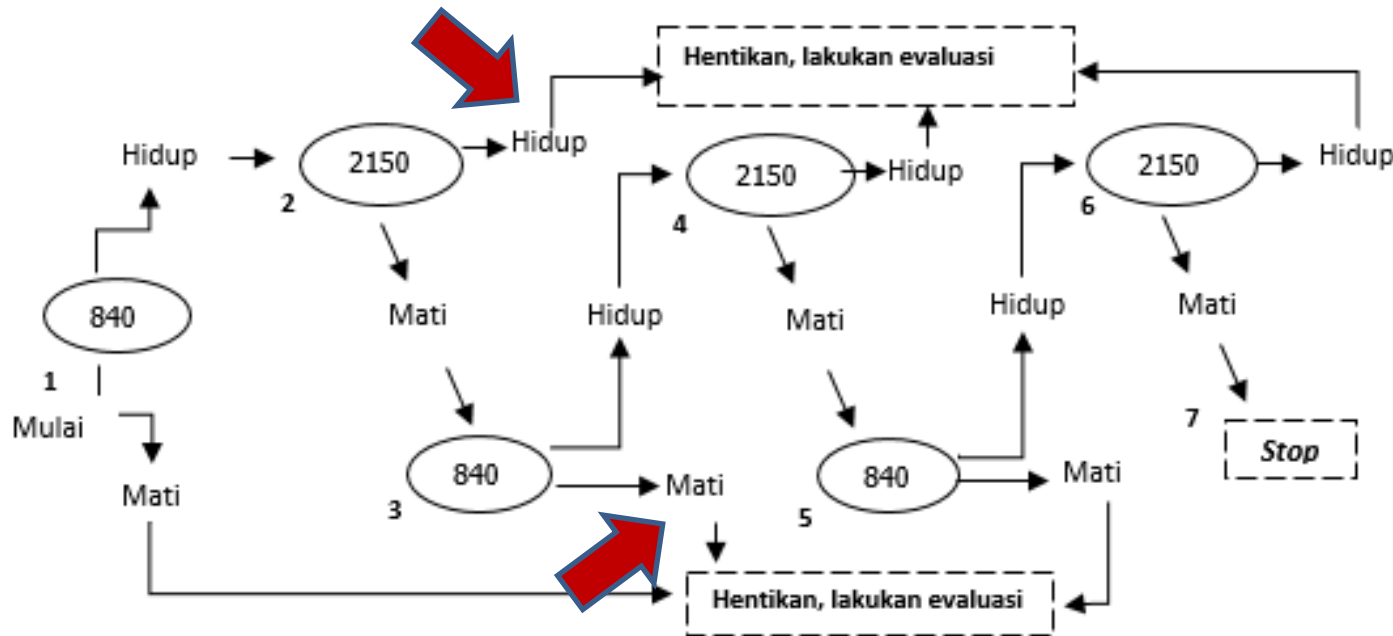 Hentikan, lakukan evaluasi
Hidup
2150
Hidup
2
2150
Hidup
4
2150
Hidup
6
840
1
Mulai
Mati
Mati
Hidup
Mati
Hidup
Mati
840
3
Mati
840
5
Mati
7
Stop
Hentikan, lakukan evaluasi